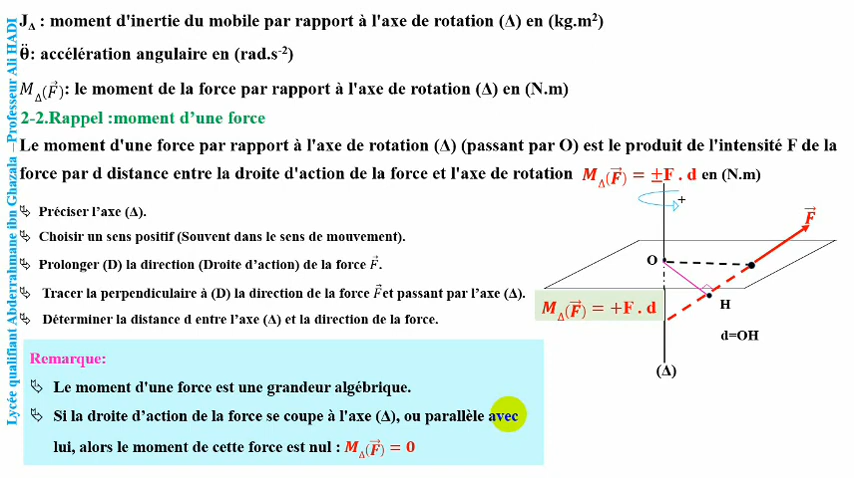 J_Δ : moment d'inertie du mobile par rapport à l'axe de rotation (Δ) en (kg.m²)
θ̈: accélération angulaire en (rad.s⁻²)
M_Δ(F⃗): le moment de la force par rapport à l'axe de rotation (Δ) en (N.m)
2-2.Rappel :moment d'une force
Le moment d'une force par rapport à l'axe de rotation (Δ) (passant par O) est le produit de l'intensité F de la
force par d distance entre la droite d'action de la force et l'axe de rotation M_Δ(F⃗) = ±F . d en (N.m)
Préciser l'axe (Δ).
Choisir un sens positif (Souvent dans le sens de mouvement).
Prolonger (D) la direction (Droite d'action) de la force F⃗.
Tracer la perpendiculaire à (D) la direction de la force F⃗et passant par l'axe (Δ).
Déterminer la distance d entre l'axe (Δ) et la direction de la force.
+
F⃗
O
M_Δ(F⃗) = +F . d
H
d=OH
(Δ)
Remarque:
Le moment d'une force est une grandeur algébrique.
Si la droite d'action de la force se coupe à l'axe (Δ), ou parallèle avec
lui, alors le moment de cette force est nul : M_Δ(F⃗) = 0
Lycée qualifiant Abderrahmane ibn Ghazala –Professeur Ali HADI